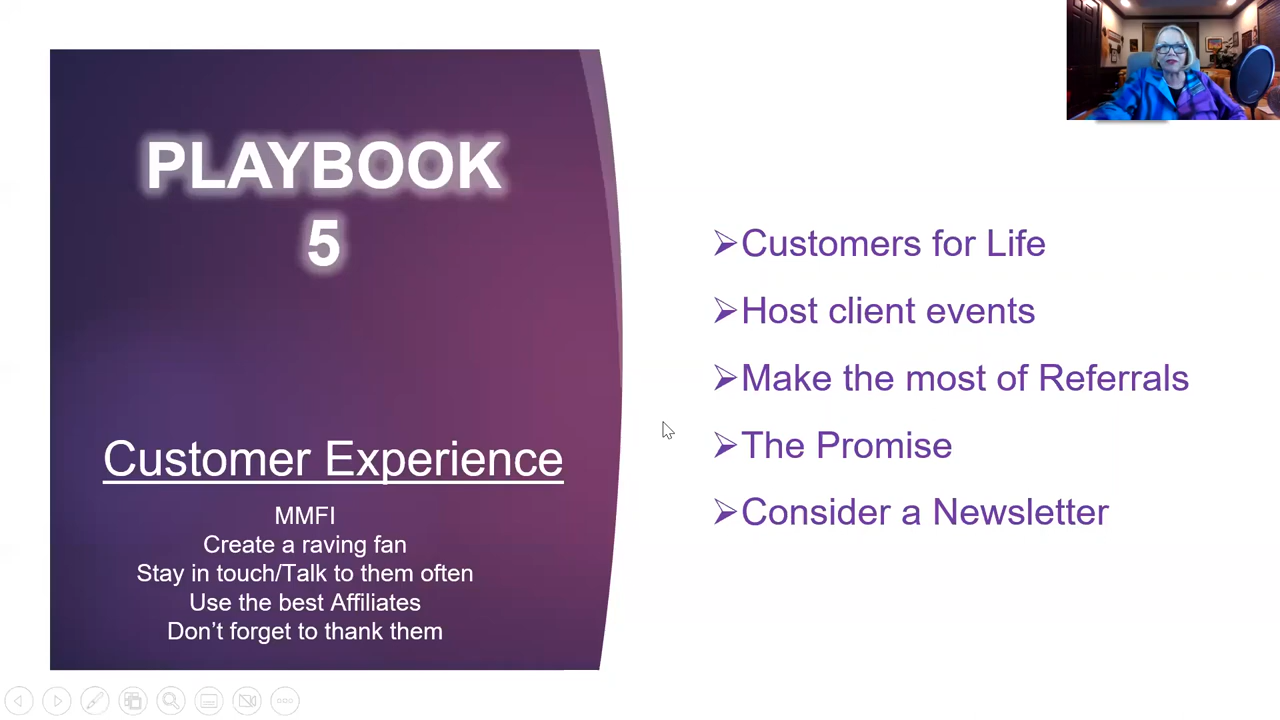 PLAYBOOK
5
Customer Experience
MMFI
Create a raving fan
Stay in touch/Talk to them often
Use the best Affiliates
Don’t forget to thank them
➢Customers for Life
➢Host client events
➢Make the most of Referrals
➢The Promise
➢Consider a Newsletter